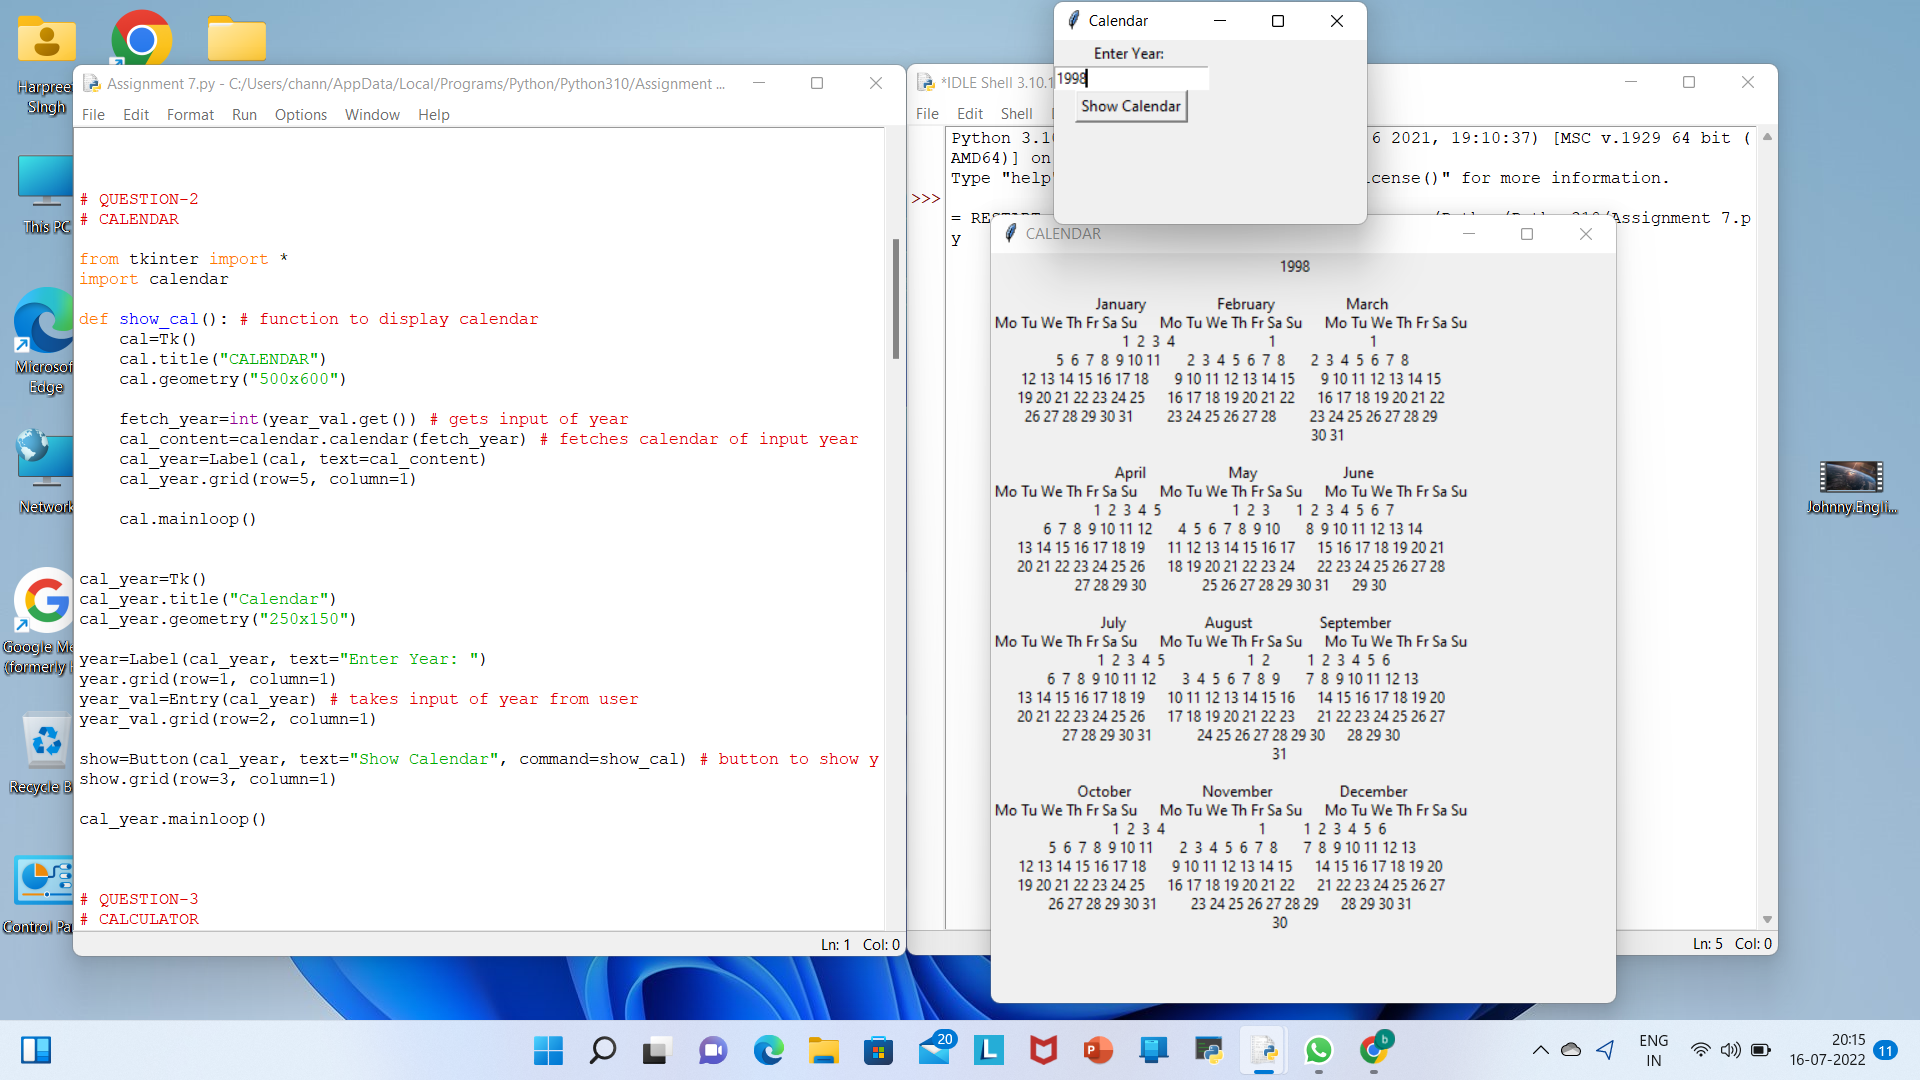 Harpreet
Singh
This PC
Microsoft
Edge
Network
Google Me
(formerly
Recycle B
Control Pa
Assignment 7.py - C:/Users/chann/AppData/Local/Programs/Python/Python310/Assignment ...
File Edit Format Run Options Window Help
# QUESTION-2
# CALENDAR
from tkinter import *
import calendar
def show_cal(): # function to display calendar
cal=Tk()
cal.title("CALENDAR")
cal.geometry("500x600")
fetch_year=int(year_val.get()) # gets input of year
cal_content=calendar.calendar(fetch_year) # fetches calendar of input year
cal_year=Label(cal, text=cal_content)
cal_year.grid(row=5, column=1)
cal.mainloop()
cal_year=Tk()
cal_year.title("Calendar")
cal_year.geometry("250x150")
year=Label(cal_year, text="Enter Year: ")
year.grid(row=1, column=1)
year_val=Entry(cal_year) # takes input of year from user
year_val.grid(row=2, column=1)
show=Button(cal_year, text="Show Calendar", command=show_cal) # button to show y
show.grid(row=3, column=1)
cal_year.mainloop()
# QUESTION-3
# CALCULATOR
Ln: 1 Col: 0
*IDLE Shell 3.10.1
File Edit Shell
Python 3.10 6 2021, 19:10:37) [MSC v.1929 64 bit (
AMD64)] on
Type "help" cense()" for more information.
>>>
= RESTART Assignment 7.p
y
Ln: 5 Col: 0
Calendar
Enter Year:
1998
Show Calendar
CALENDAR
1998
January February March
Mo Tu We Th Fr Sa Su Mo Tu We Th Fr Sa Su Mo Tu We Th Fr Sa Su
1 2 3 4 1 1
5 6 7 8 9 10 11 2 3 4 5 6 7 8 2 3 4 5 6 7 8
12 13 14 15 16 17 18 9 10 11 12 13 14 15 9 10 11 12 13 14 15
19 20 21 22 23 24 25 16 17 18 19 20 21 22 16 17 18 19 20 21 22
26 27 28 29 30 31 23 24 25 26 27 28 23 24 25 26 27 28 29
30 31
April May June
Mo Tu We Th Fr Sa Su Mo Tu We Th Fr Sa Su Mo Tu We Th Fr Sa Su
1 2 3 4 5 1 2 3 1 2 3 4 5 6 7
6 7 8 9 10 11 12 4 5 6 7 8 9 10 8 9 10 11 12 13 14
13 14 15 16 17 18 19 11 12 13 14 15 16 17 15 16 17 18 19 20 21
20 21 22 23 24 25 26 18 19 20 21 22 23 24 22 23 24 25 26 27 28
27 28 29 30 25 26 27 28 29 30 31 29 30
July August September
Mo Tu We Th Fr Sa Su Mo Tu We Th Fr Sa Su Mo Tu We Th Fr Sa Su
1 2 3 4 5 1 2 1 2 3 4 5 6
6 7 8 9 10 11 12 3 4 5 6 7 8 9 7 8 9 10 11 12 13
13 14 15 16 17 18 19 10 11 12 13 14 15 16 14 15 16 17 18 19 20
20 21 22 23 24 25 26 17 18 19 20 21 22 23 21 22 23 24 25 26 27
27 28 29 30 31 24 25 26 27 28 29 30 28 29 30
31
October November December
Mo Tu We Th Fr Sa Su Mo Tu We Th Fr Sa Su Mo Tu We Th Fr Sa Su
1 2 3 4 1 1 2 3 4 5 6
5 6 7 8 9 10 11 2 3 4 5 6 7 8 7 8 9 10 11 12 13
12 13 14 15 16 17 18 9 10 11 12 13 14 15 14 15 16 17 18 19 20
19 20 21 22 23 24 25 16 17 18 19 20 21 22 21 22 23 24 25 26 27
26 27 28 29 30 31 23 24 25 26 27 28 29 28 29 30 31
30
Johnny.Engli...
20
L
P
b
ENG
IN
20:15
16-07-2022
11